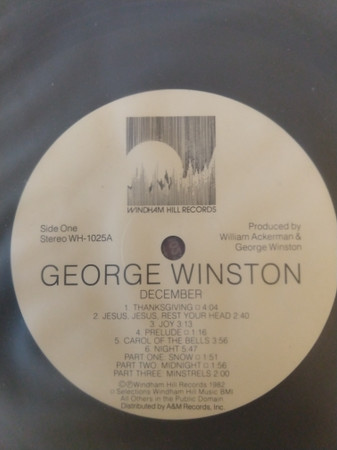 WINDHAM HILL RECORDS
Side One
Stereo WH-1025A
Produced by
William Ackerman &
George Winston
GEORGE WINSTON
DECEMBER
1. THANKSGIVING □ 4:04
2. JESUS, JESUS, REST YOUR HEAD 2:40
3. JOY 3:13
4. PRELUDE □ 1:16
5. CAROL OF THE BELLS 3:56
6. NIGHT 5:47
PART ONE. SNOW □ 1:51
PART TWO. MIDNIGHT □ 1:56
PART THREE. MINSTRELS 2:00
©℗Windham Hill Records 1982
□ Selections Windham Hill Music BMI
All Others in the Public Domain
Distributed by A&M Records, Inc.